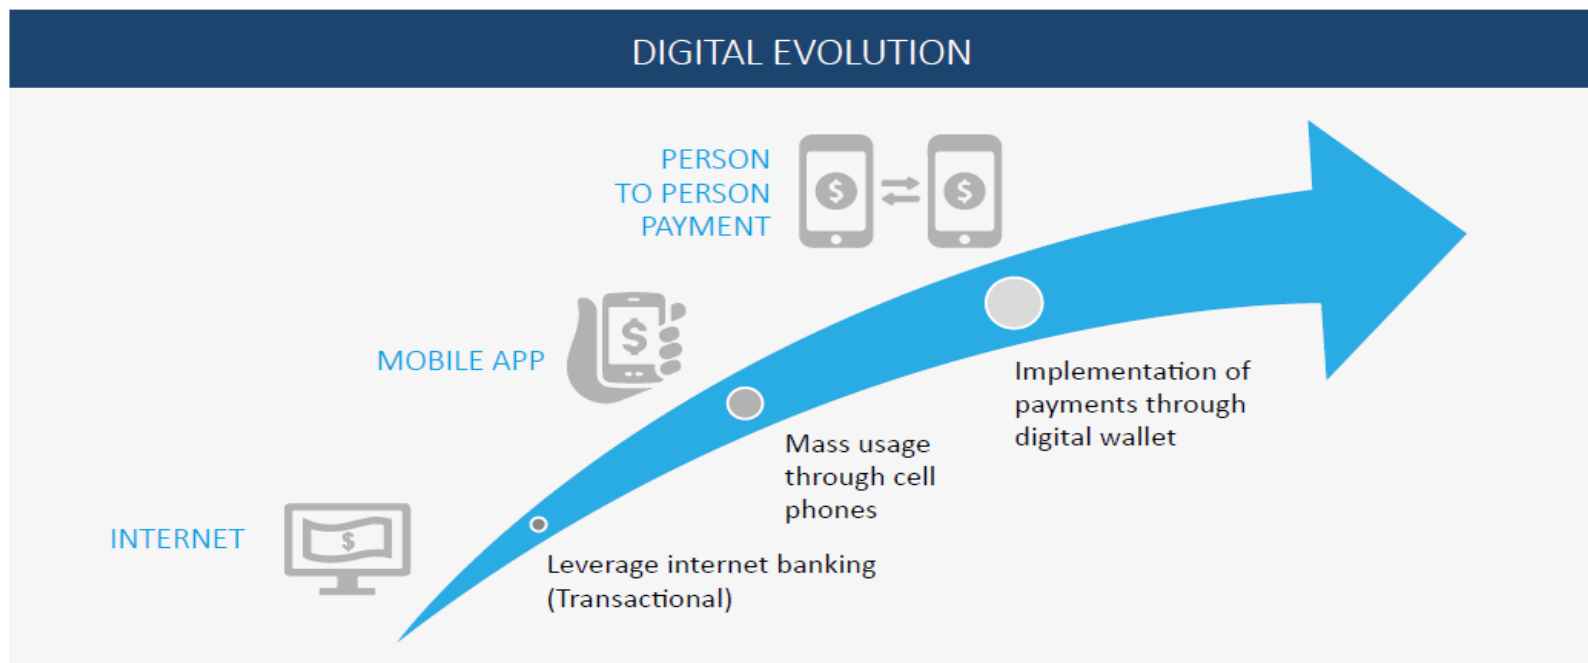 DIGITAL EVOLUTION
PERSON
TO PERSON
PAYMENT
$
$
MOBILE APP
$
Implementation of
payments through
digital wallet
Mass usage
through cell
phones
INTERNET
$
Leverage internet banking
(Transactional)